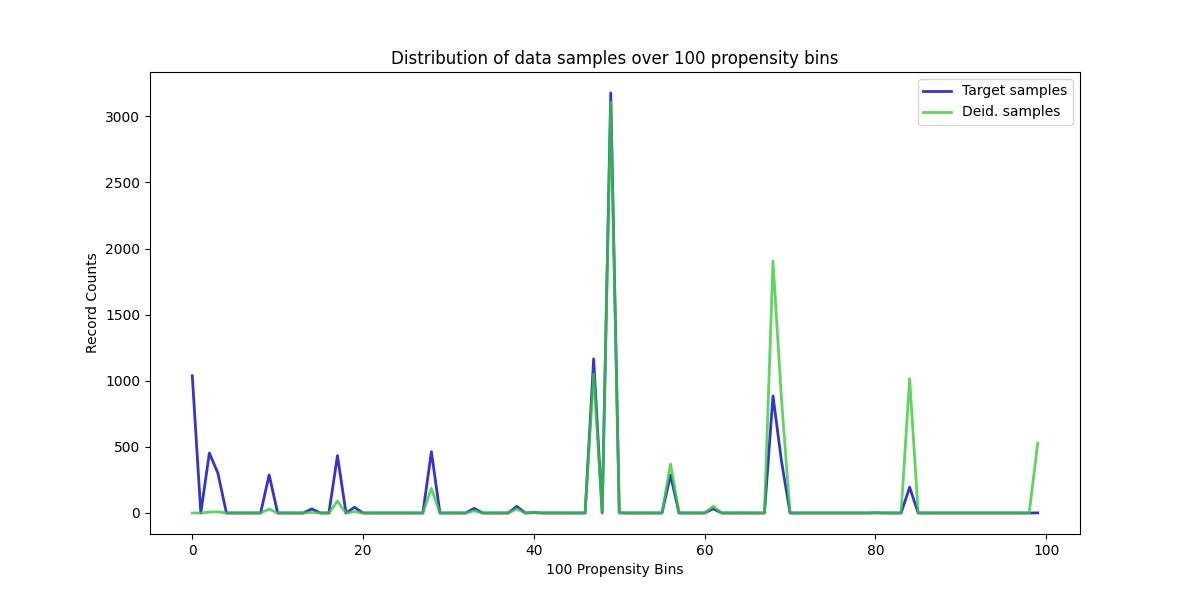 Distribution of data samples over 100 propensity bins
Target samples
Deid. samples
Record Counts
3000
2500
2000
1500
1000
500
0
0 20 40 60 80 100
100 Propensity Bins